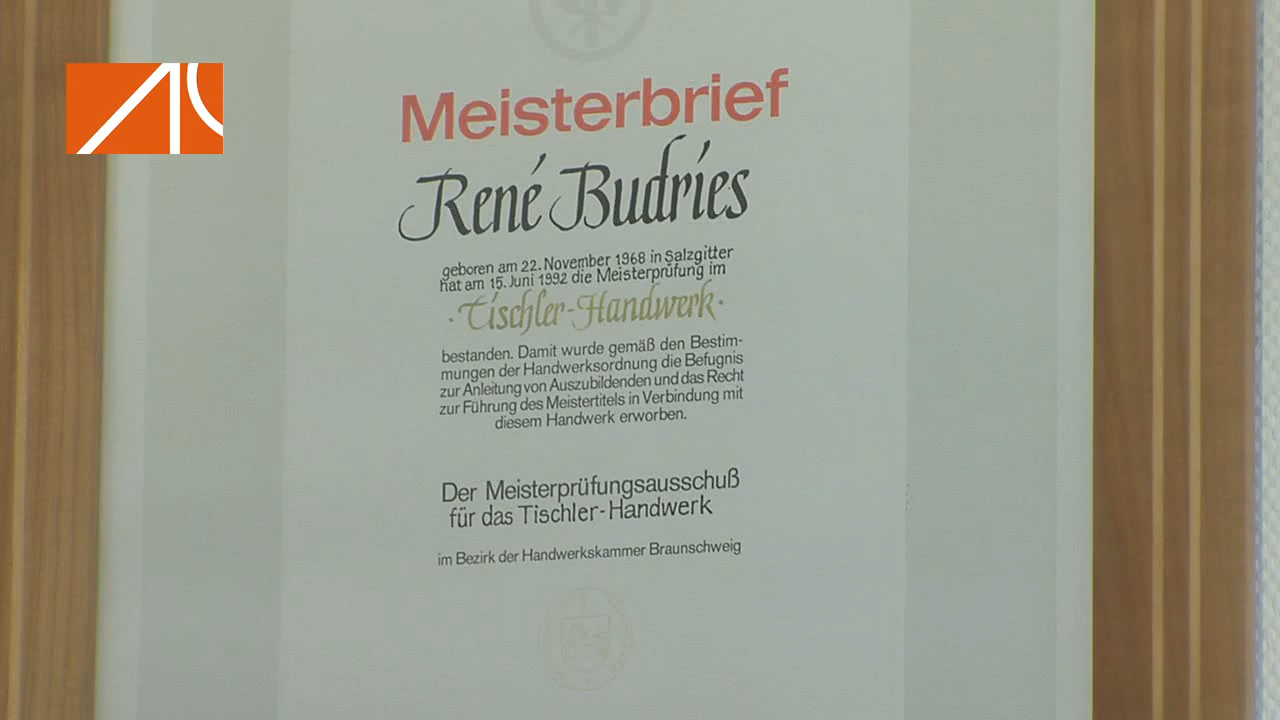 Meisterbrief
René Budries
geboren am 22. November 1968 in Salzgitter
hat am 15. Juni 1992 die Meisterprüfung im
·Tischler-Handwerk·
bestanden. Damit wurde gemäß den Bestim-
mungen der Handwerksordnung die Befugnis
zur Anleitung von Auszubildenden und das Recht
zur Führung des Meistertitels in Verbindung mit
diesem Handwerk erworben.
Der Meisterprüfungsausschuß
für das Tischler-Handwerk
im Bezirk der Handwerkskammer Braunschweig